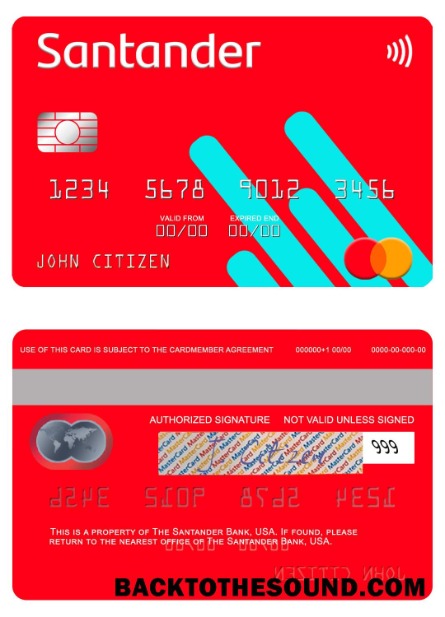 Santander
1234 5678 9012 3456
VALID FROM EXPIRED END
00/00 00/00
JOHN CITIZEN
USE OF THIS CARD IS SUBJECT TO THE CARDMEMBER AGREEMENT 000000+1 00/00 0000-00-000-00
AUTHORIZED SIGNATURE NOT VALID UNLESS SIGNED
MasterCard MasterCard MasterCard
999
THIS IS A PROPERTY OF THE SANTANDER BANK, USA. IF FOUND, PLEASE
RETURN TO THE NEAREST OFFICE OF THE SANTANDER BANK, USA.
BACKTOTHESOUND.COM